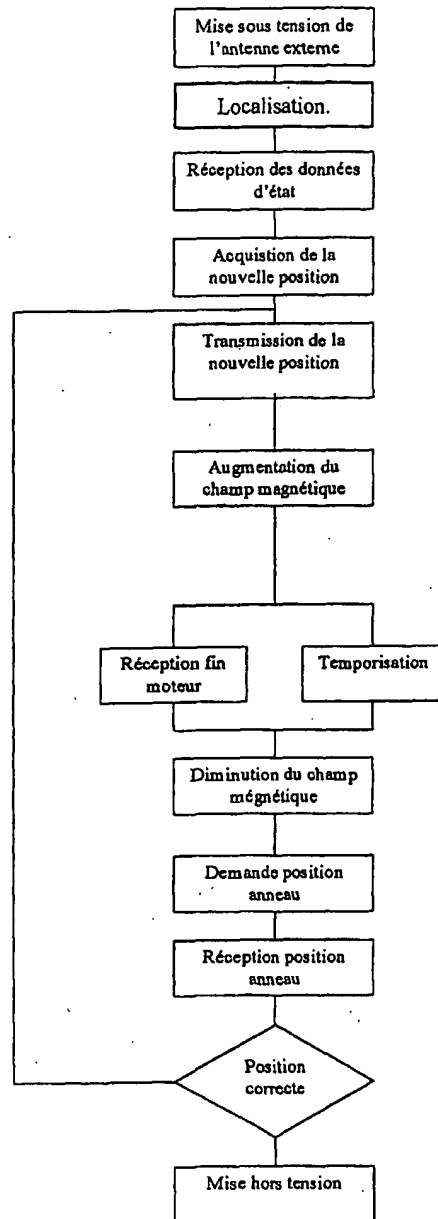 Mise sous tension de
l'antenne externe
Localisation.
Réception des données
d'état
Acquistion de la
nouvelle position
Transmission de la
nouvelle position
Augmentation du
champ magnétique
Réception fin
moteur
Temporisation
Diminution du champ
mégnétique
Demande position
anneau
Réception position
anneau
Position
correcte
Mise hors tension